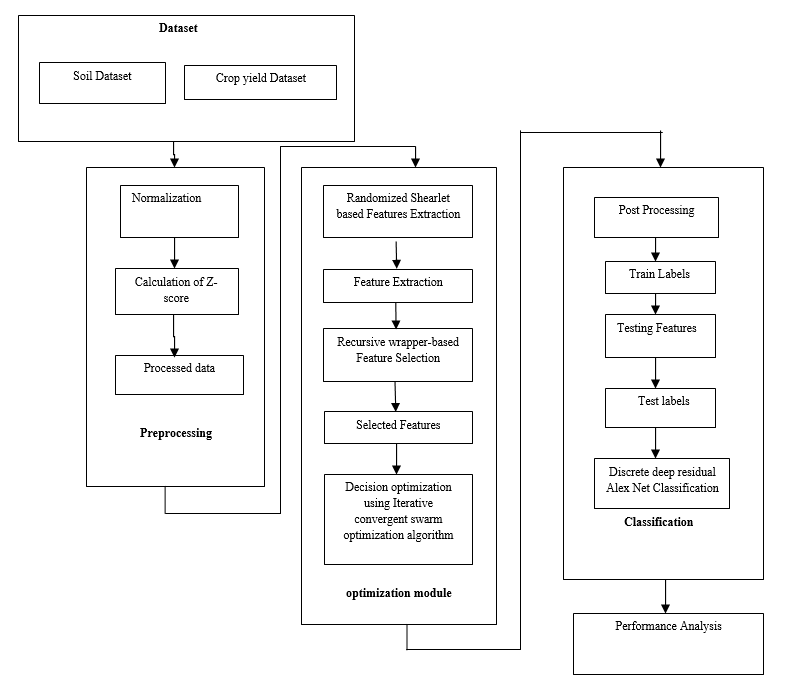 Dataset
Soil Dataset
Crop yield Dataset
Normalization
Calculation of Z-
score
Processed data
Preprocessing
Randomized Shearlet
based Features Extraction
Feature Extraction
Recursive wrapper-based
Feature Selection
Selected Features
Decision optimization
using Iterative
convergent swarm
optimization algorithm
optimization module
Post Processing
Train Labels
Testing Features
Test labels
Discrete deep residual
Alex Net Classification
Classification
Performance Analysis